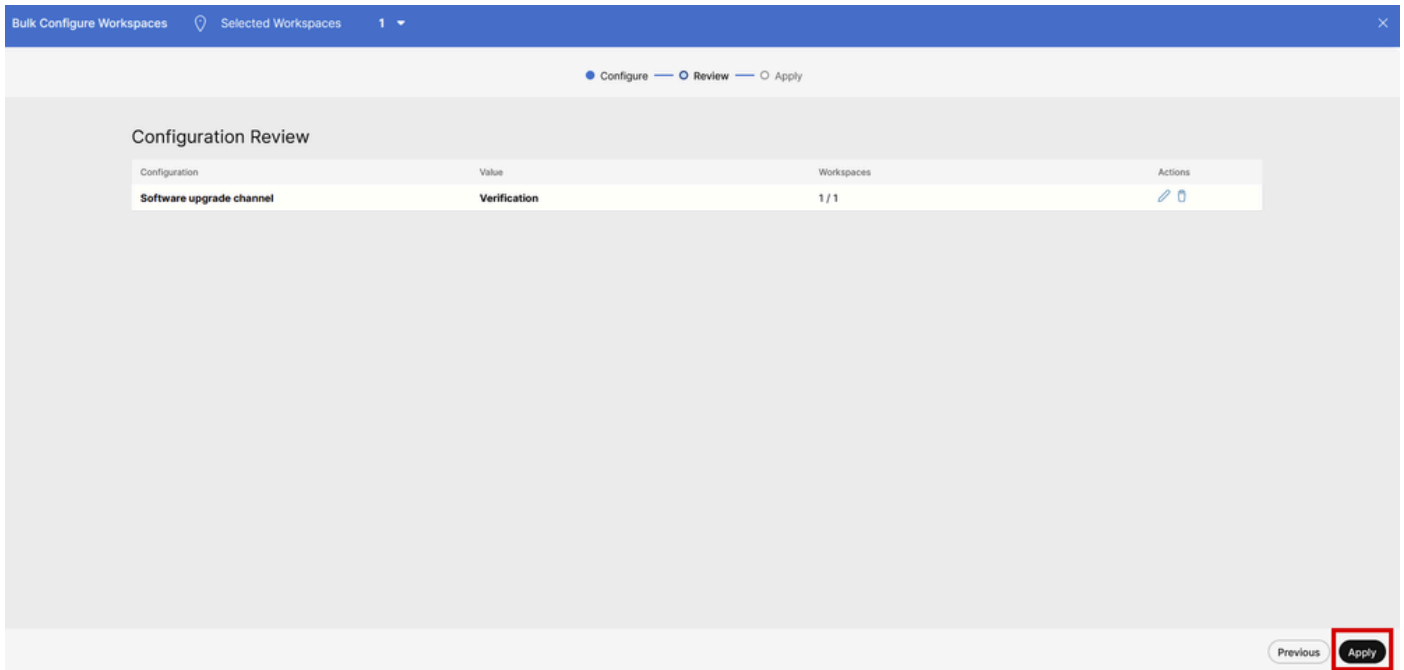 Bulk Configure Workspaces Selected Workspaces 1
Configure Review Apply
Configuration Review
Configuration Value Workspaces Actions
Software upgrade channel Verification 1 / 1
Previous Apply